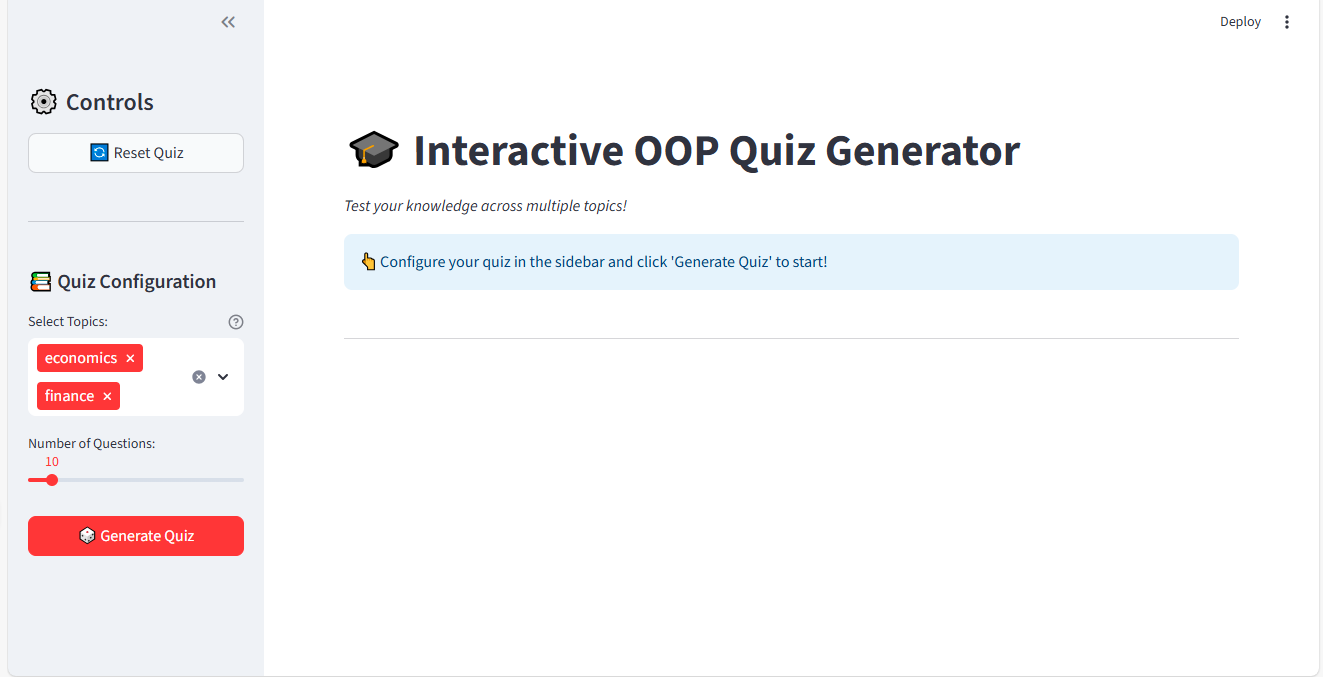 Deploy
Controls
Reset Quiz
Quiz Configuration
Select Topics:
economics
finance
Number of Questions:
10
Generate Quiz
Interactive OOP Quiz Generator
Test your knowledge across multiple topics!
Configure your quiz in the sidebar and click 'Generate Quiz' to start!